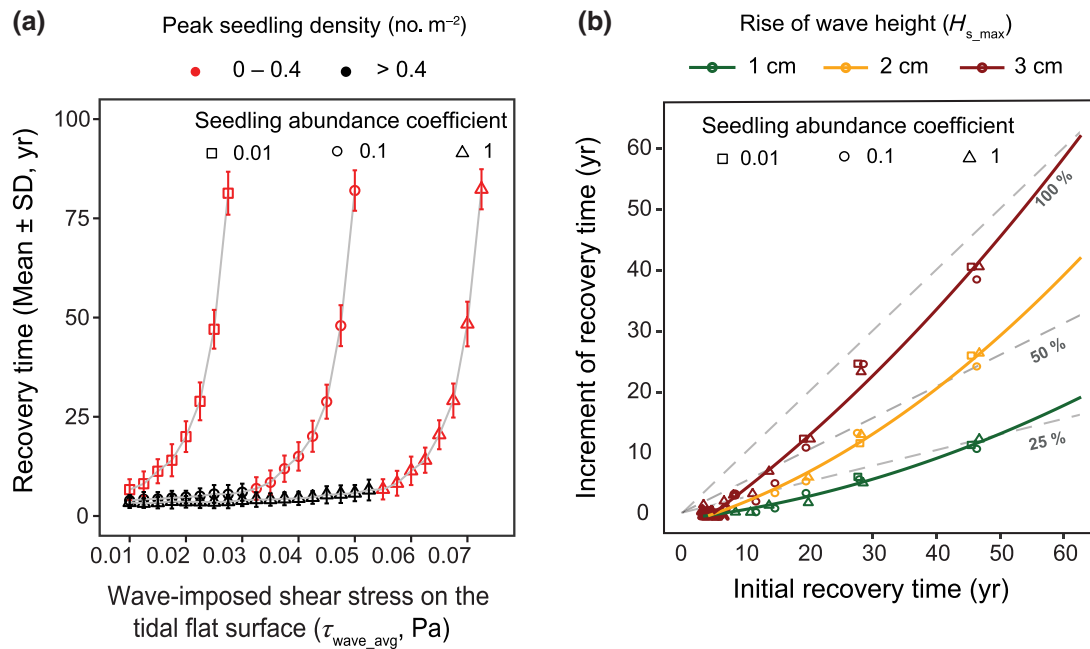 (a)
Peak seedling density (no. m⁻²)
0 – 0.4
> 0.4
Seedling abundance coefficient
0.01
0.1
1
Recovery time (Mean ± SD, yr)
100
75
50
25
0
0.01
0.02
0.03
0.04
0.05
0.06
0.07
Wave-imposed shear stress on the
tidal flat surface (τwave_avg, Pa)
(b)
Rise of wave height (Hs_max)
1 cm
2 cm
3 cm
Seedling abundance coefficient
0.01
0.1
1
Increment of recovery time (yr)
60
50
40
30
20
10
0
100 %
50 %
25 %
0
10
20
30
40
50
60
Initial recovery time (yr)